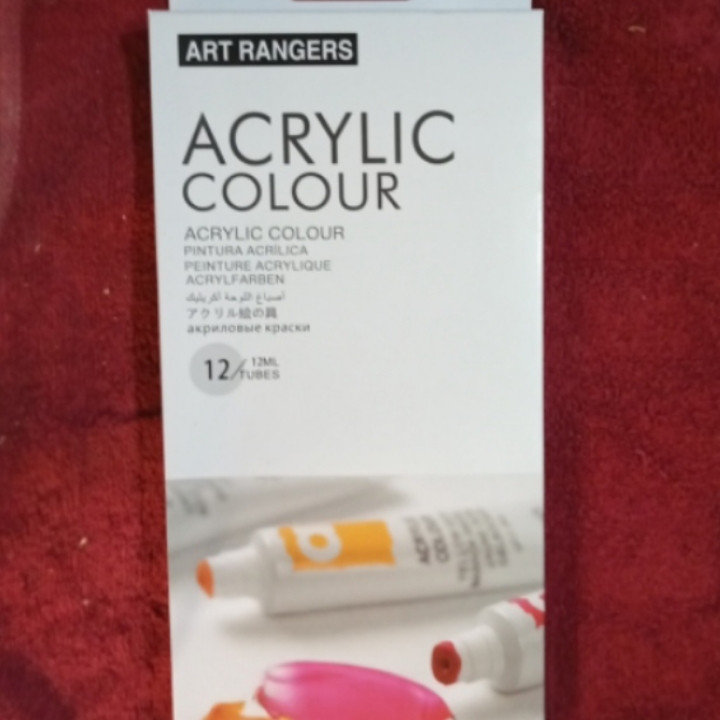 ART RANGERS
ACRYLIC
COLOUR
ACRYLIC COLOUR
PINTURA ACRÍLICA
PEINTURE ACRYLIQUE
ACRYLFARBEN
أصباغ اللوحة أكريليك
アクリル絵の具
акриловые краски
12/12ML
TUBES